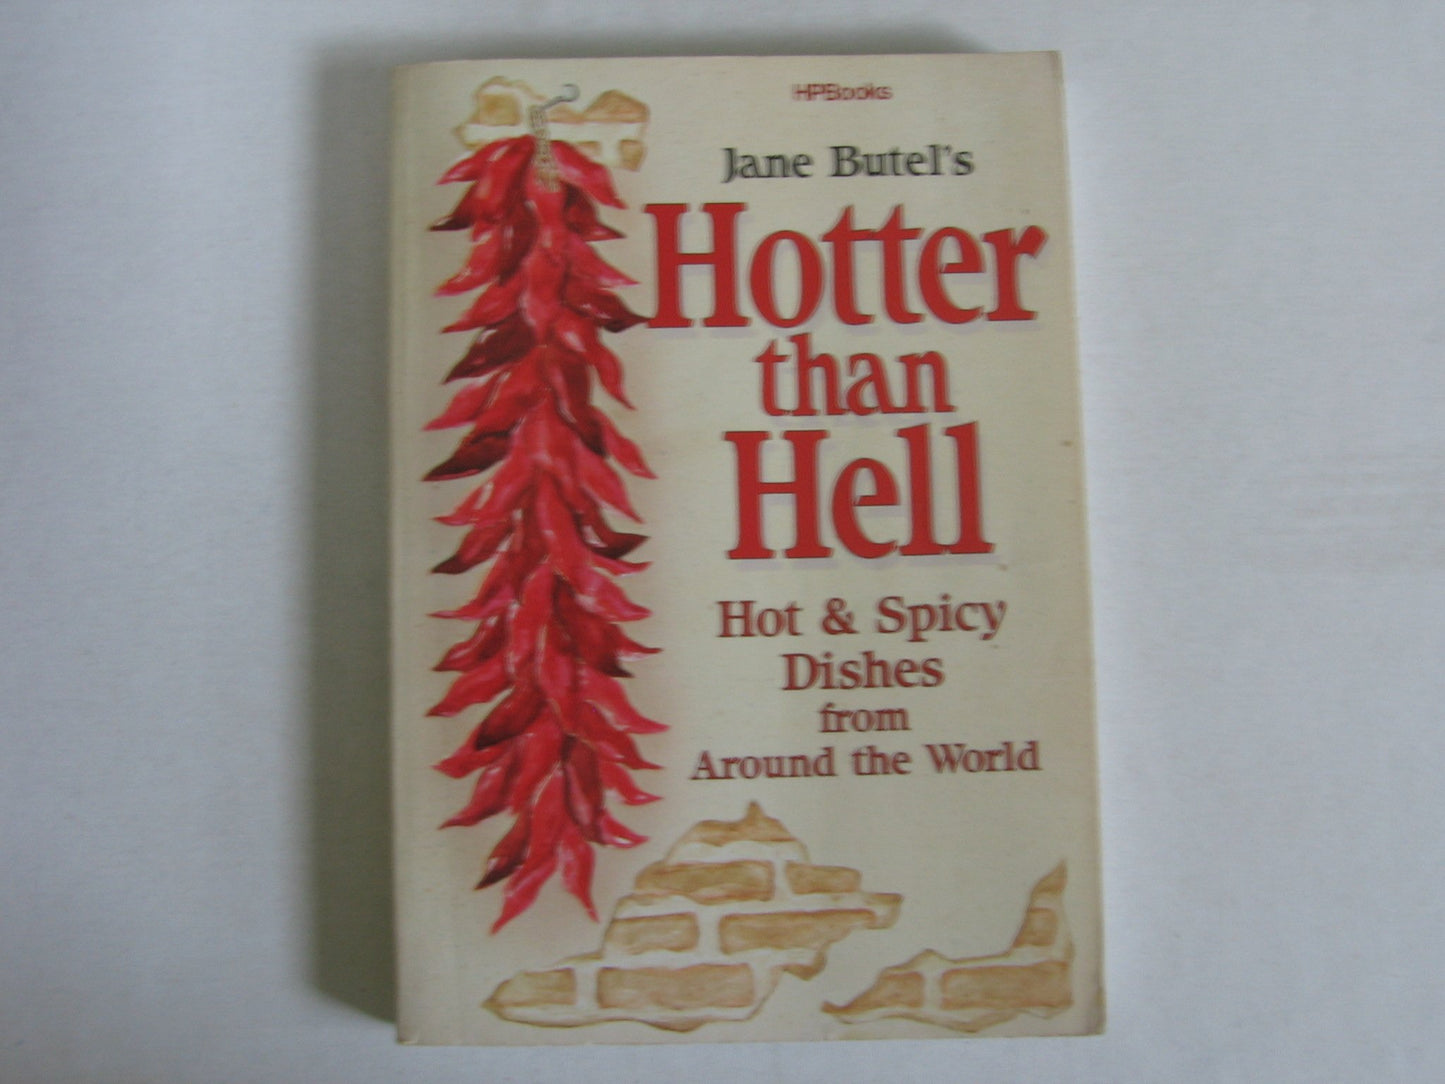 HPBooks
Jane Butel's
Hotter
than
Hell
Hot & Spicy
Dishes
from
Around the World